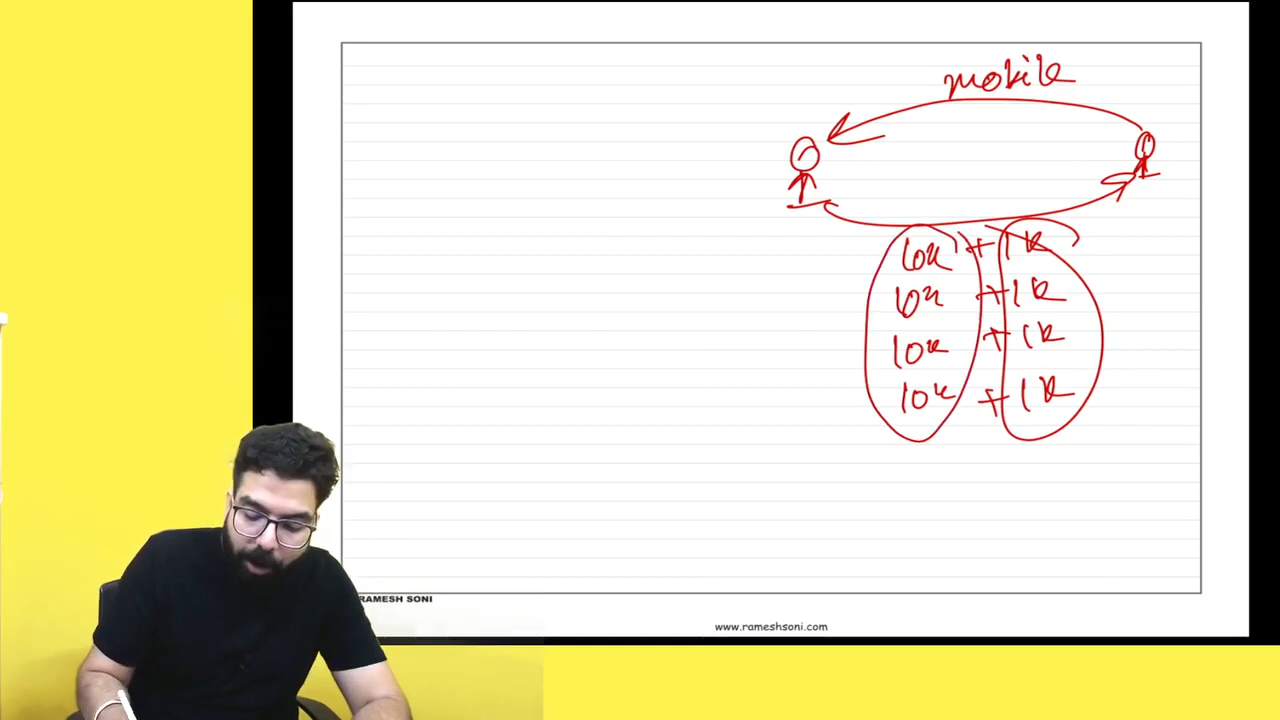 mobile
10k + 1k
10k + 1k
10k + 1k
10k + 1k
RAMESH SONI
www.rameshsoni.com